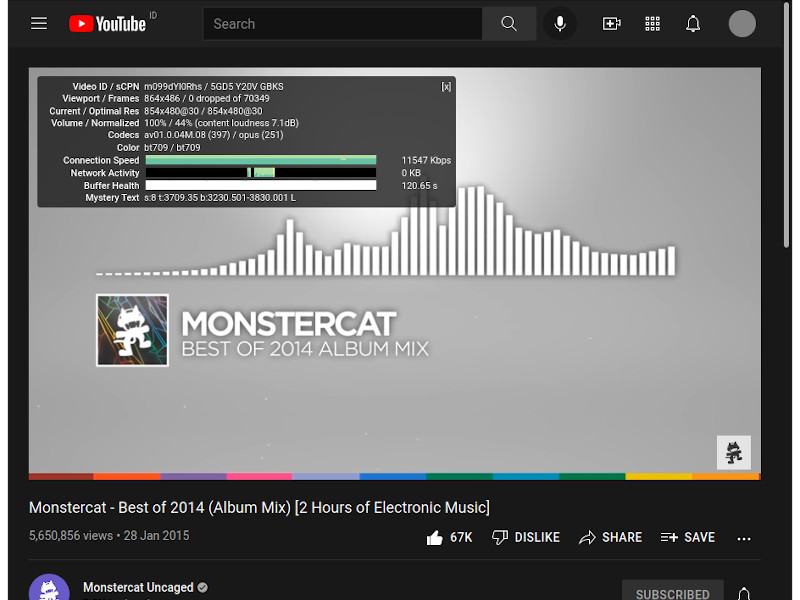 YouTube ID
Search
Video ID / sCPN m099dYl0Rhs / 5GD5 Y20V GBKS [x]
Viewport / Frames 864x486 / 0 dropped of 70349
Current / Optimal Res 854x480@30 / 854x480@30
Volume / Normalized 100% / 44% (content loudness 7.1dB)
Codecs av01.0.04M.08 (397) / opus (251)
Color bt709 / bt709
Connection Speed 11547 Kbps
Network Activity 0 KB
Buffer Health 120.65 s
Mystery Text s:8 t:3709.35 b:3230.501-3830.001 L
MONSTERCAT
BEST OF 2014 ALBUM MIX
Monstercat - Best of 2014 (Album Mix) [2 Hours of Electronic Music]
5,650,856 views • 28 Jan 2015
67K DISLIKE SHARE SAVE
Monstercat Uncaged
SUBSCRIBED